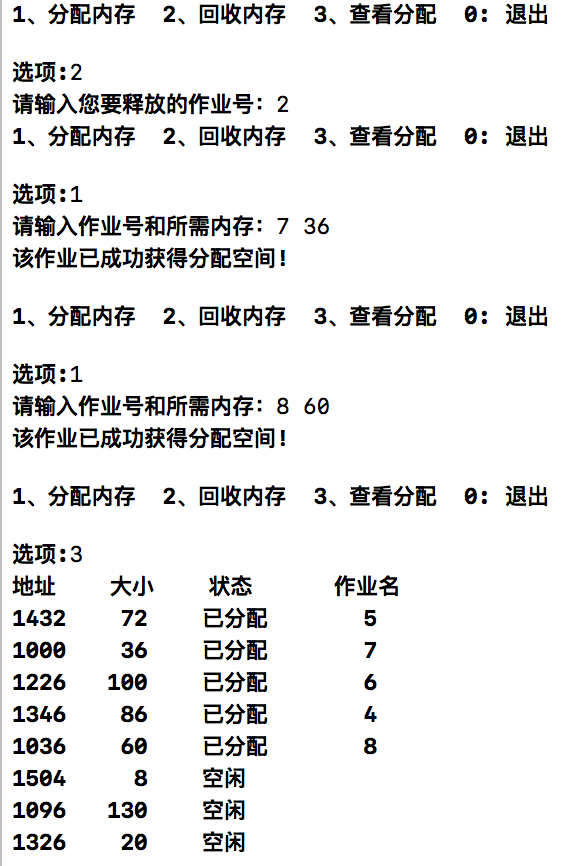 1、分配内存  2、回收内存  3、查看分配  0: 退出
选项:2
请输入您要释放的作业号: 2
1、分配内存  2、回收内存  3、查看分配  0: 退出
选项:1
请输入作业号和所需内存: 7 36
该作业已成功获得分配空间!
1、分配内存  2、回收内存  3、查看分配  0: 退出
选项:1
请输入作业号和所需内存: 8 60
该作业已成功获得分配空间!
1、分配内存  2、回收内存  3、查看分配  0: 退出
选项:3
地址 大小 状态 作业名
1432 72 已分配 5
1000 36 已分配 7
1226 100 已分配 6
1346 86 已分配 4
1036 60 已分配 8
1504 8 空闲
1096 130 空闲
1326 20 空闲